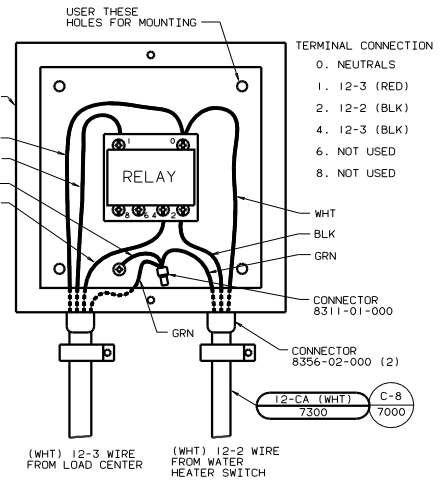 USER THESE
HOLES FOR MOUNTING
TERMINAL CONNECTION
0. NEUTRALS
1. 12-3 (RED)
2. 12-2 (BLK)
4. 12-3 (BLK)
6. NOT USED
8. NOT USED
1 0
RELAY
8 6 4 2
WHT
BLK
GRN
CONNECTOR
8311-01-000
GRN
CONNECTOR
8356-02-000 (2)
12-CA (WHT)
7300
C-8
7000
(WHT) 12-3 WIRE
FROM LOAD CENTER
(WHT) 12-2 WIRE
FROM WATER
HEATER SWITCH